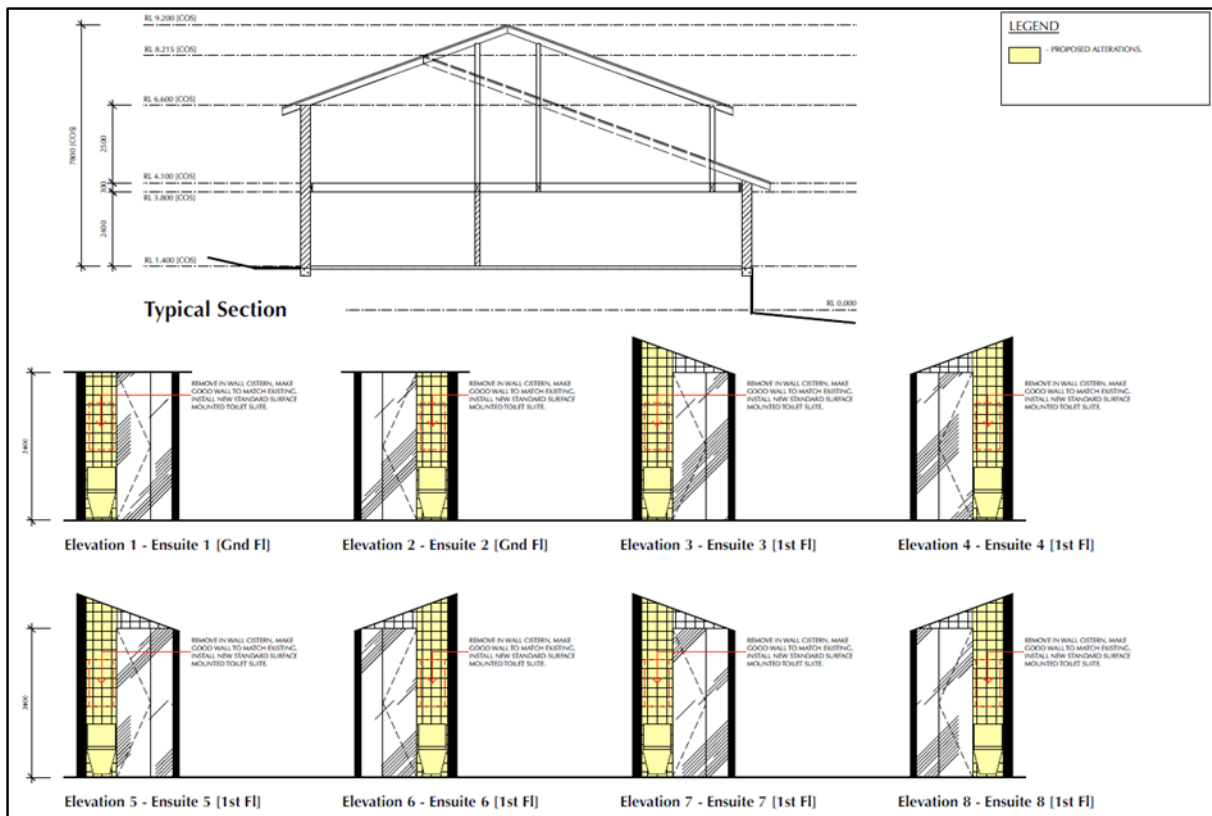 RL 9.200 [COS]
LEGEND
- PROPOSED ALTERATIONS.
RL 8.215 [COS]
RL 6.600 [COS]
7800 [COS]
2500
RL 4.100 [COS]
300
RL 3.800 [COS]
2400
RL 1.400 [COS]
RL 0.000
Typical Section
REMOVE IN WALL CISTERN, MAKE
GOOD WALL TO MATCH EXISTING.
INSTALL NEW STANDARD SURFACE
MOUNTED TOILET SUITE.
REMOVE IN WALL CISTERN, MAKE
GOOD WALL TO MATCH EXISTING.
INSTALL NEW STANDARD SURFACE
MOUNTED TOILET SUITE.
REMOVE IN WALL CISTERN, MAKE
GOOD WALL TO MATCH EXISTING.
INSTALL NEW STANDARD SURFACE
MOUNTED TOILET SUITE.
REMOVE IN WALL CISTERN, MAKE
GOOD WALL TO MATCH EXISTING.
INSTALL NEW STANDARD SURFACE
MOUNTED TOILET SUITE.
2400
Elevation 1 - Ensuite 1 [Gnd Fl]
Elevation 2 - Ensuite 2 [Gnd Fl]
Elevation 3 - Ensuite 3 [1st Fl]
Elevation 4 - Ensuite 4 [1st Fl]
REMOVE IN WALL CISTERN, MAKE
GOOD WALL TO MATCH EXISTING.
INSTALL NEW STANDARD SURFACE
MOUNTED TOILET SUITE.
REMOVE IN WALL CISTERN, MAKE
GOOD WALL TO MATCH EXISTING.
INSTALL NEW STANDARD SURFACE
MOUNTED TOILET SUITE.
REMOVE IN WALL CISTERN, MAKE
GOOD WALL TO MATCH EXISTING.
INSTALL NEW STANDARD SURFACE
MOUNTED TOILET SUITE.
REMOVE IN WALL CISTERN, MAKE
GOOD WALL TO MATCH EXISTING.
INSTALL NEW STANDARD SURFACE
MOUNTED TOILET SUITE.
2400
Elevation 5 - Ensuite 5 [1st Fl]
Elevation 6 - Ensuite 6 [1st Fl]
Elevation 7 - Ensuite 7 [1st Fl]
Elevation 8 - Ensuite 8 [1st Fl]